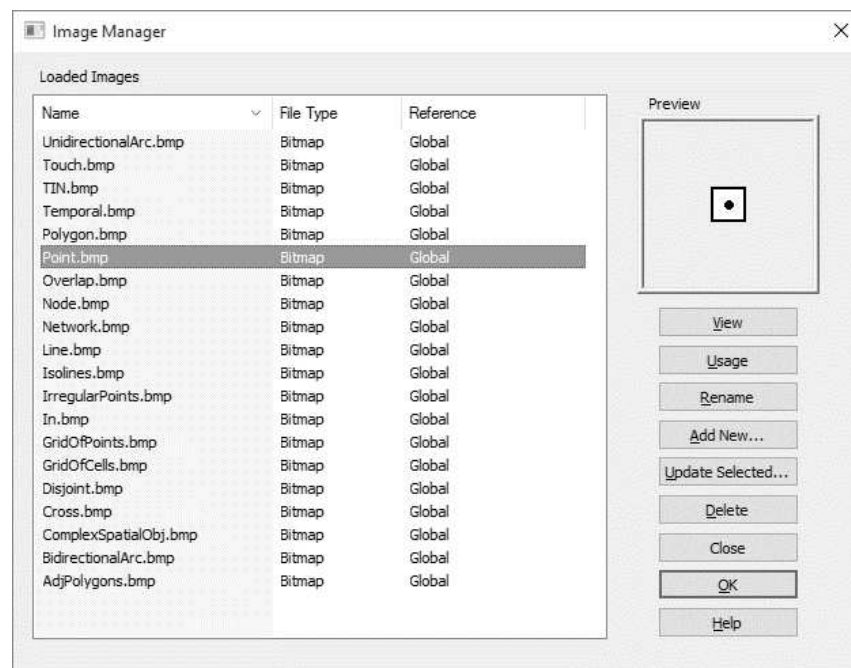 Image Manager
Loaded Images
Name File Type Reference
UnidirectionalArc.bmp Bitmap Global
Touch.bmp Bitmap Global
TIN.bmp Bitmap Global
Temporal.bmp Bitmap Global
Polygon.bmp Bitmap Global
Point.bmp Bitmap Global
Overlap.bmp Bitmap Global
Node.bmp Bitmap Global
Network.bmp Bitmap Global
Line.bmp Bitmap Global
Isolines.bmp Bitmap Global
IrregularPoints.bmp Bitmap Global
In.bmp Bitmap Global
GridOfPoints.bmp Bitmap Global
GridOfCells.bmp Bitmap Global
Disjoint.bmp Bitmap Global
Cross.bmp Bitmap Global
ComplexSpatialObj.bmp Bitmap Global
BidirectionalArc.bmp Bitmap Global
AdjPolygons.bmp Bitmap Global
Preview
View
Usage
Rename
Add New...
Update Selected...
Delete
Close
OK
Help